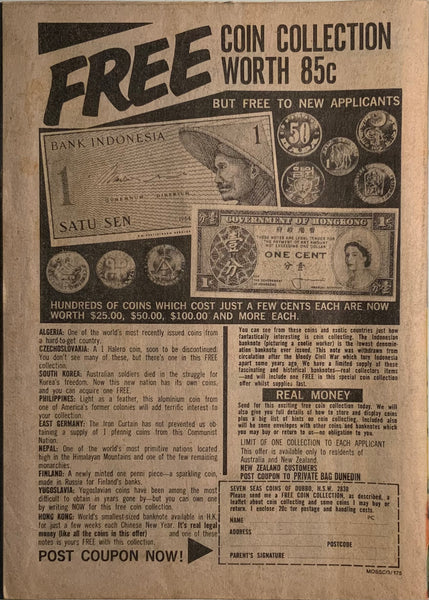 FREE
COIN COLLECTION
WORTH 85c
BUT FREE TO NEW APPLICANTS
BANK INDONESIA
1
1
SATU SEN
50
GOVERNMENT OF HONGKONG
ONE CENT
HUNDREDS OF COINS WHICH COST JUST A FEW CENTS EACH ARE NOW
WORTH $25.00, $50.00, $100.00 AND MORE EACH.
ALGERIA: One of the world's most recently issued coins from
a hard-to-get country.
CZECHOSLOVAKIA: A 1 Halero coin, soon to be discontinued.
You don't see many of these, but there's one in this FREE
collection.
SOUTH KOREA: Australian soldiers died in the struggle for
Korea's freedom. Now this new nation has its own coins,
and you can acquire one FREE.
PHILIPPINES: Light as a feather, this aluminium coin from
one of America's former colonies will add terrific interest to
your collection.
EAST GERMANY: The Iron Curtain has not prevented us ob-
taining a supply of 1 pfennig coins from this Communist
Nation.
NEPAL: One of the world's most primitive nations located
high in the Himalayan Mountains and one of the few remaining
monarchies.
FINLAND: A newly minted one penni piece—a sparkling coin,
made in Russia for Finland's banks.
YUGOSLAVIA: Yugoslavian coins have been among the most
difficult to obtain in years gone by—but you can own one
by writing NOW for this free coin collection.
HONG KONG: World's smallest-sized banknote available in H.K.
for just a few weeks each Chinese New Year. It's real legal
money (like all the coins in this offer) and one of these
notes is yours FREE with this collection.
POST COUPON NOW!
You can see from these coins and exotic countries just how
fantastically interesting is coin collecting. The Indonesian
banknote (picturing a paddy worker) is the lowest denomin-
ation banknote ever issued there, and was withdrawn from
circulation after the bloody Civil War which tore Indonesia
apart some years ago. We have a limited supply of these
fascinating and historical banknotes—real collectors items
—and will include one FREE in this special coin collection
offer whilst supplies last.
REAL MONEY
Send for this exciting free coin collection today. We will
also give you full details of how to store and display coins
plus a big list of hints on coin collecting. Included also
will be some envelopes with other coins and banknotes which
you may buy or return to us—no obligation to you.
LIMIT OF ONE COLLECTION TO EACH APPLICANT
This offer is available only to residents of
Australia and New Zealand.
NEW ZEALAND CUSTOMERS
POST COUPON TO PRIVATE BAG DUNEDIN
SEVEN SEAS COINS OF DUBBO, N.S.W. 2830
Please send me a FREE COIN COLLECTION, as described, a
leaflet about coin collecting and some coins I may buy or
return. I enclose 20c for postage and handling costs.
NAME
PC
ADDRESS
POSTCODE
PARENT'S SIGNATURE